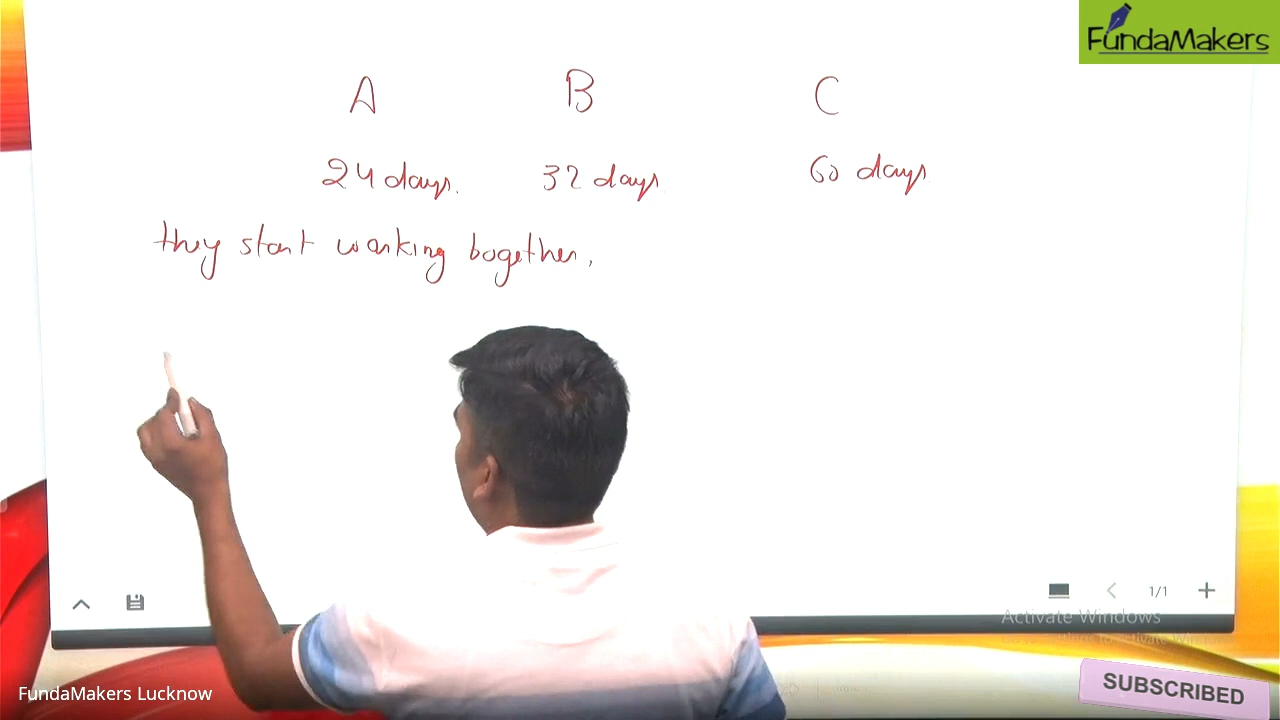 FundaMakers
A B C
24 days. 32 days 60 days
they start working together,
1/1
Activate Windows
FundaMakers Lucknow
SUBSCRIBED